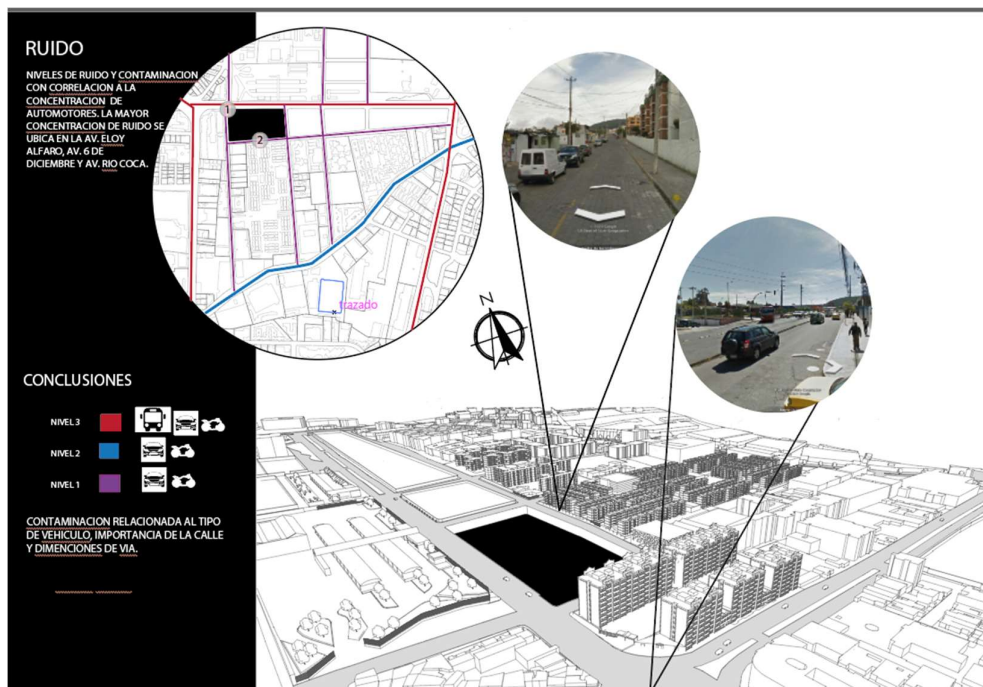 RUIDO
NIVELES DE RUIDO Y CONTAMINACION
CON CORRELACION A LA
CONCENTRACION DE
AUTOMOTORES. LA MAYOR
CONCENTRACION DE RUIDO SE
UBICA EN LA AV. ELOY
ALFARO, AV. 6 DE
DICIEMBRE Y AV. RIO COCA.
1
2
trazado
N
CONCLUSIONES
NIVEL 3
NIVEL 2
NIVEL 1
CONTAMINACION RELACIONADA AL TIPO
DE VEHICULO, IMPORTANCIA DE LA CALLE
Y DIMENCIONES DE VIA.